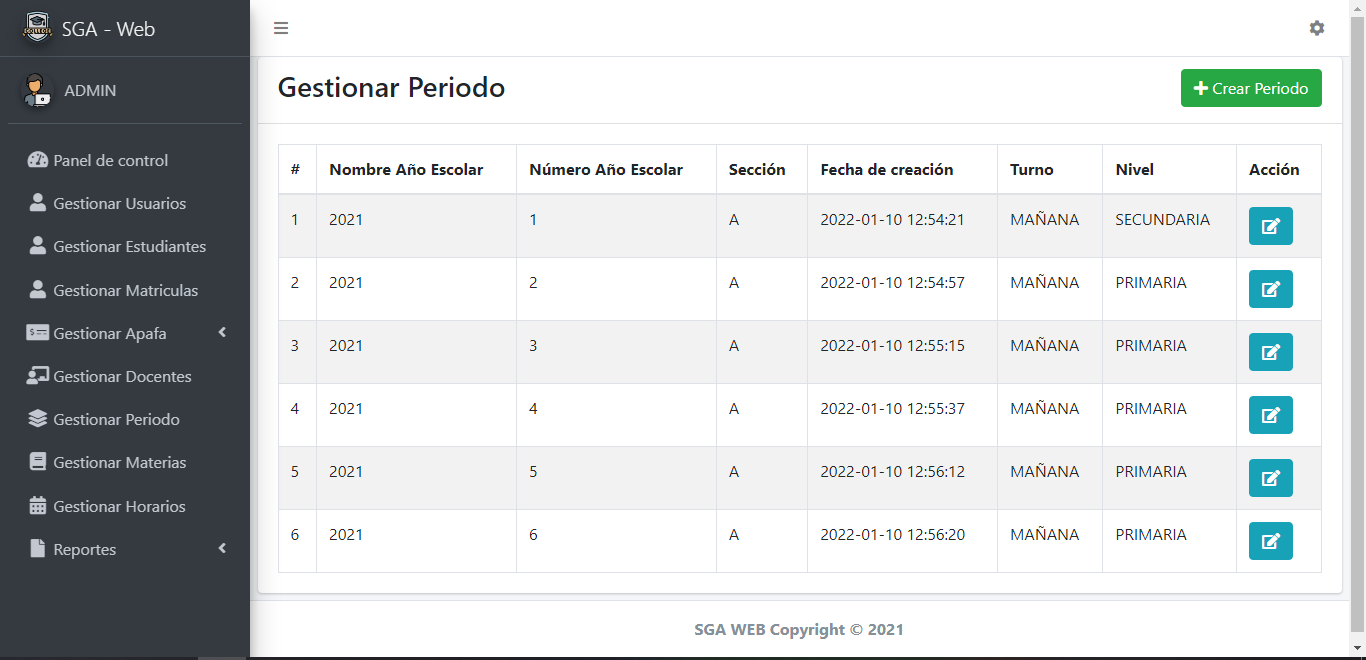 COLLEGE
SGA - Web
ADMIN
Panel de control
Gestionar Usuarios
Gestionar Estudiantes
Gestionar Matriculas
Gestionar Apafa
Gestionar Docentes
Gestionar Periodo
Gestionar Materias
Gestionar Horarios
Reportes
Gestionar Periodo
Crear Periodo
# Nombre Año Escolar Número Año Escolar Sección Fecha de creación Turno Nivel Acción
1 2021 1 A 2022-01-10 12:54:21 MAÑANA SECUNDARIA
2 2021 2 A 2022-01-10 12:54:57 MAÑANA PRIMARIA
3 2021 3 A 2022-01-10 12:55:15 MAÑANA PRIMARIA
4 2021 4 A 2022-01-10 12:55:37 MAÑANA PRIMARIA
5 2021 5 A 2022-01-10 12:56:12 MAÑANA PRIMARIA
6 2021 6 A 2022-01-10 12:56:20 MAÑANA PRIMARIA
SGA WEB Copyright © 2021